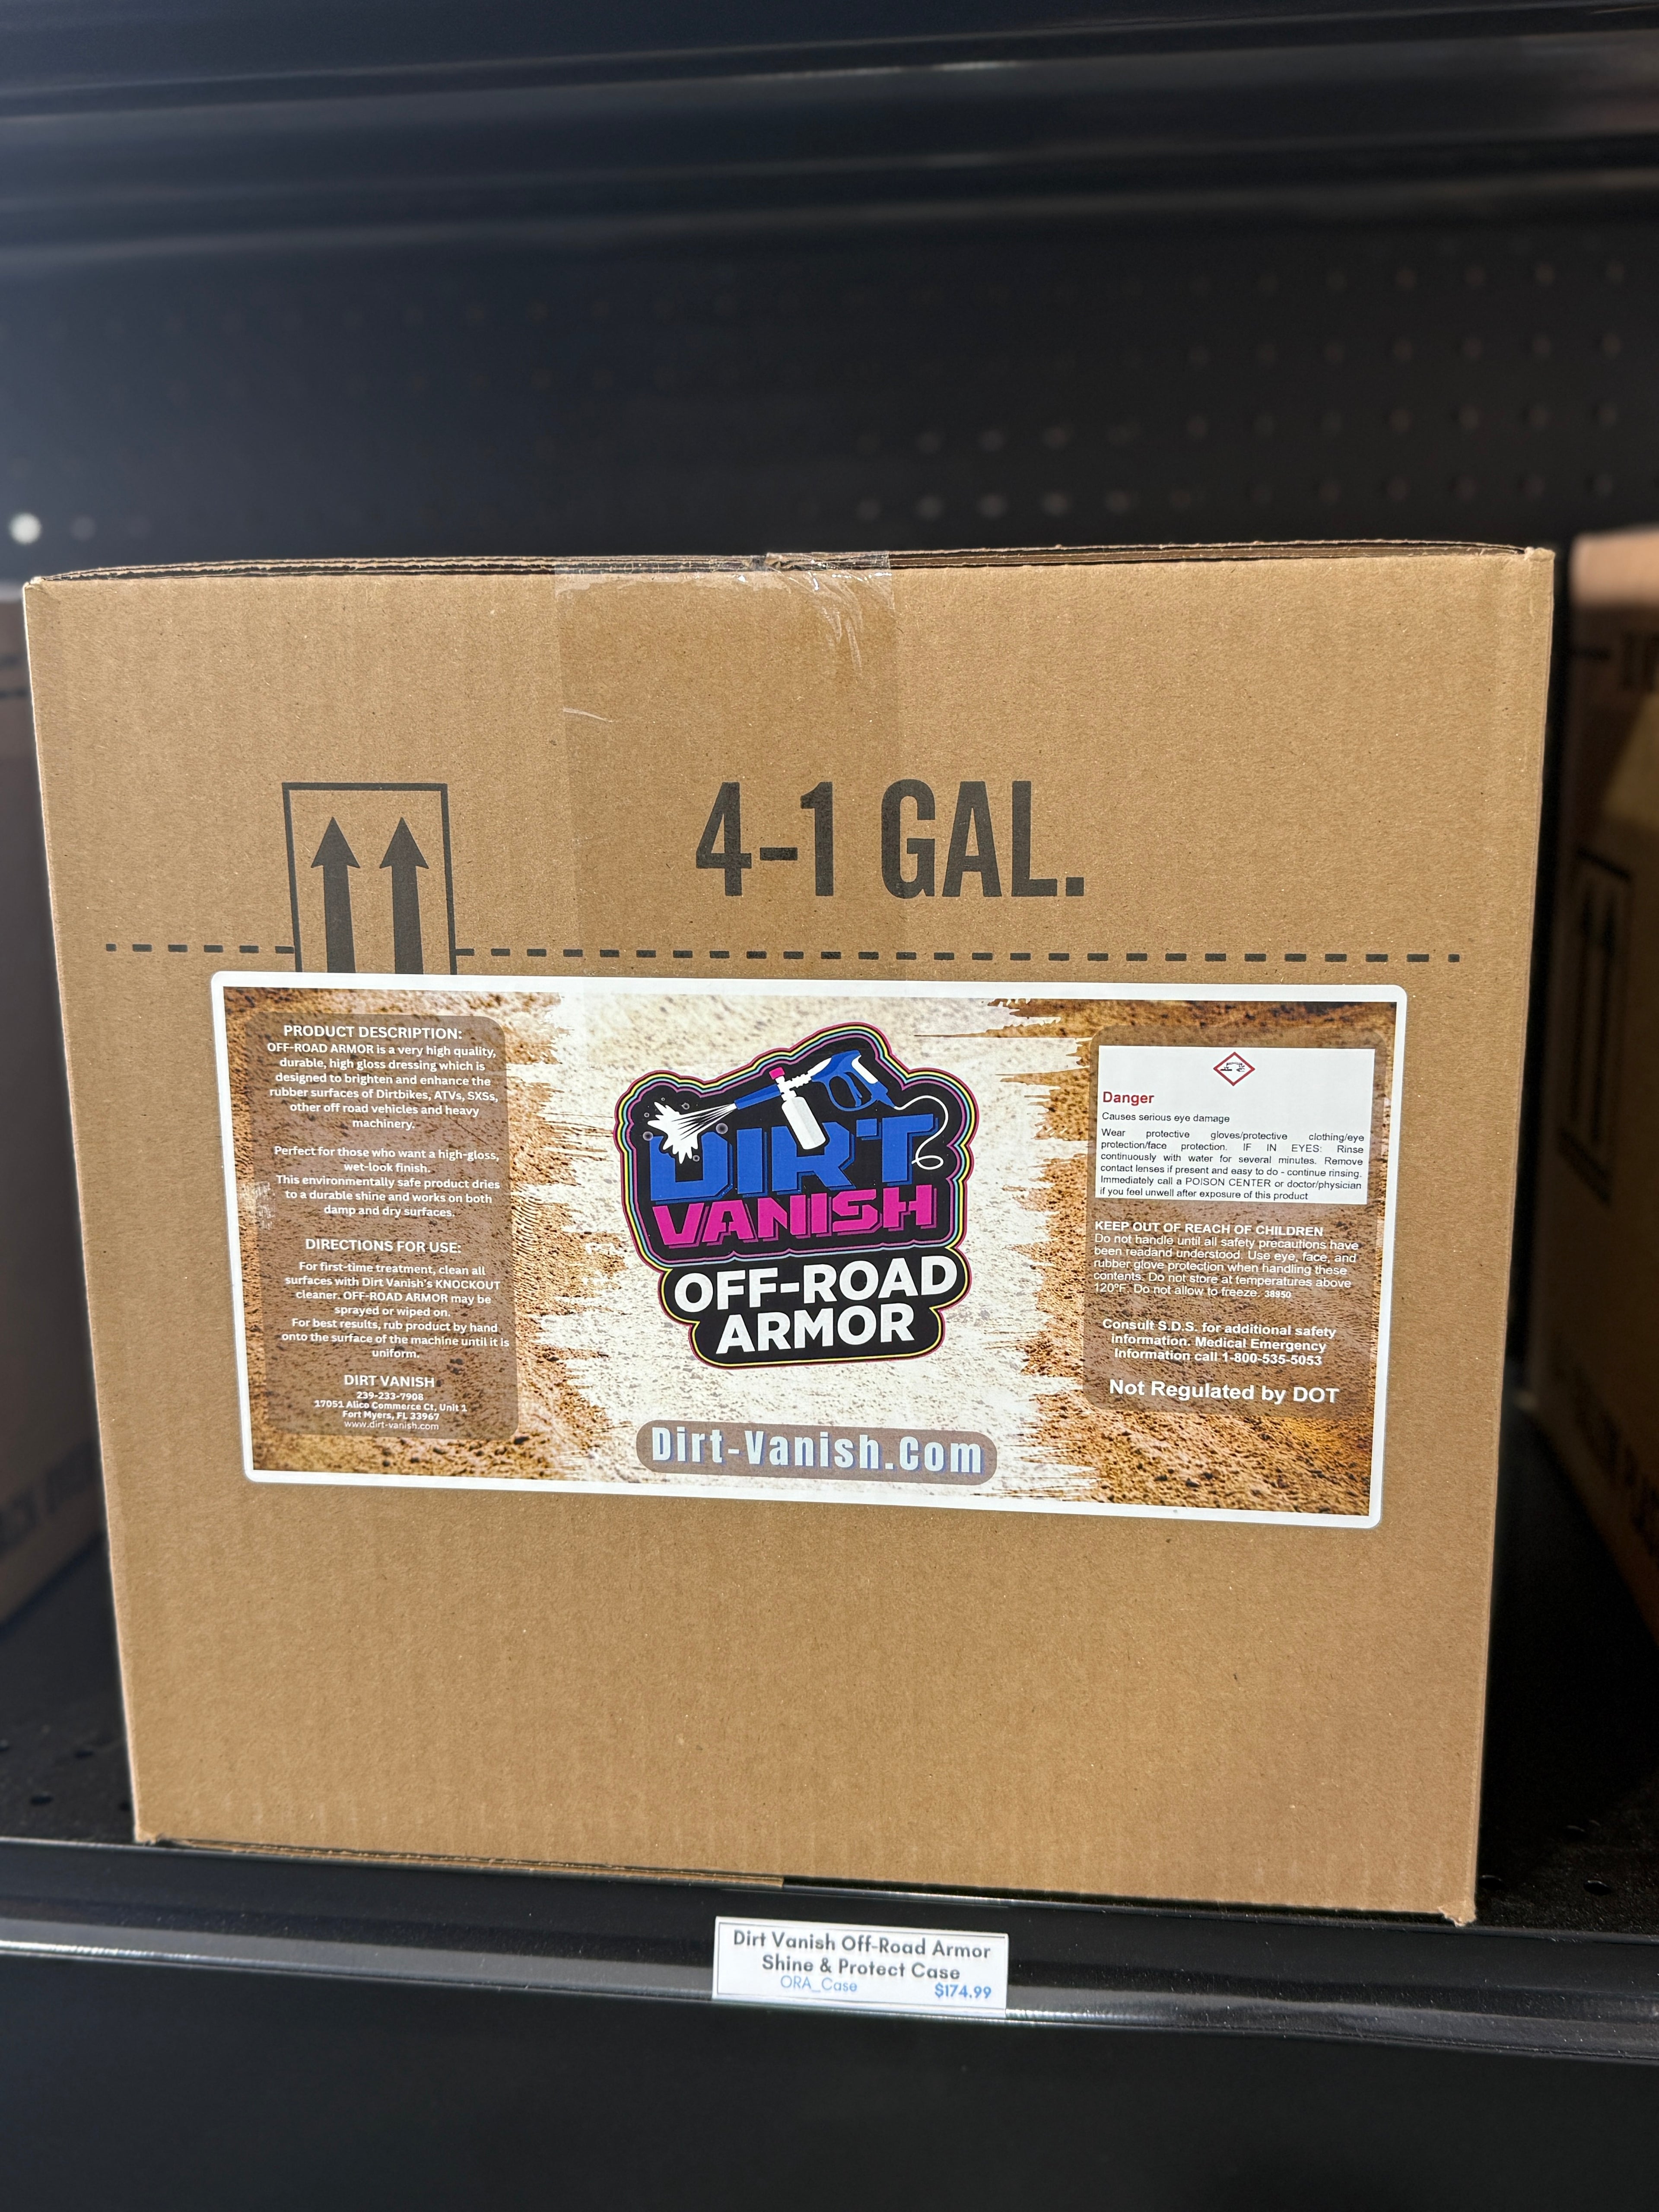 4-1 GAL.
PRODUCT DESCRIPTION:
OFF-ROAD ARMOR is a very high quality,
durable, high gloss dressing which is
designed to brighten and enhance the
rubber surfaces of Dirtbikes, ATVs, SXSs,
other off road vehicles and heavy
machinery.
Perfect for those who want a high-gloss,
wet-look finish.
This environmentally safe product dries
to a durable shine and works on both
damp and dry surfaces.
DIRECTIONS FOR USE:
For first-time treatment, clean all
surfaces with Dirt Vanish's KNOCKOUT
cleaner. OFF-ROAD ARMOR may be
sprayed or wiped on.
For best results, rub product by hand
onto the surface of the machine until it is
uniform.
DIRT VANISH
239-233-7908
17051 Alico Commerce Ct, Unit 1
Fort Myers, FL 33967
www.dirt-vanish.com
DIRT
VANISH
OFF-ROAD
ARMOR
Dirt-Vanish.Com
Danger
Causes serious eye damage
Wear protective gloves/protective clothing/eye
protection/face protection. IF IN EYES: Rinse
continuously with water for several minutes. Remove
contact lenses if present and easy to do - continue rinsing.
Immediately call a POISON CENTER or doctor/physician
if you feel unwell after exposure of this product
KEEP OUT OF REACH OF CHILDREN
Do not handle until all safety precautions have
been readand understood. Use eye, face, and
rubber glove protection when handling these
contents. Do not store at temperatures above
120°F. Do not allow to freeze. 38950
Consult S.D.S. for additional safety
information. Medical Emergency
Information call 1-800-535-5053
Not Regulated by DOT
Dirt Vanish Off-Road Armor
Shine & Protect Case
ORA_Case $174.99